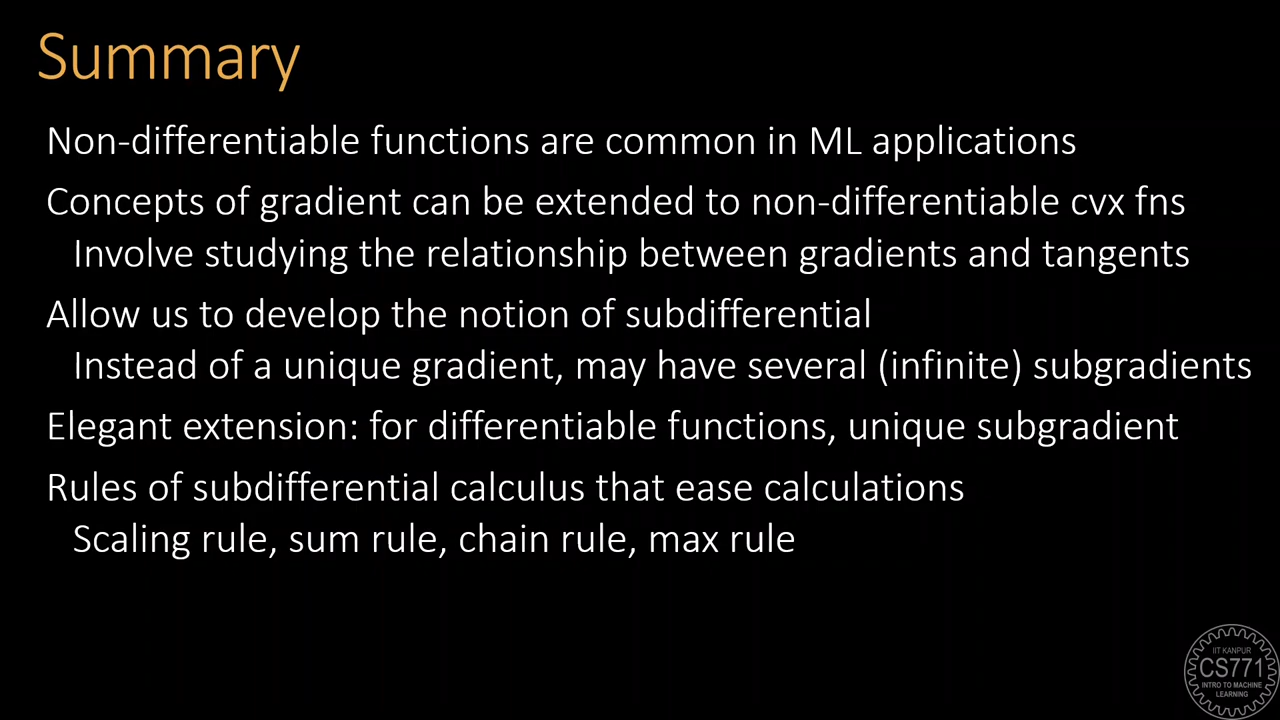 Summary
Non-differentiable functions are common in ML applications
Concepts of gradient can be extended to non-differentiable cvx fns
Involve studying the relationship between gradients and tangents
Allow us to develop the notion of subdifferential
Instead of a unique gradient, may have several (infinite) subgradients
Elegant extension: for differentiable functions, unique subgradient
Rules of subdifferential calculus that ease calculations
Scaling rule, sum rule, chain rule, max rule
IIT KANPUR
CS771
INTRO TO MACHINE
LEARNING